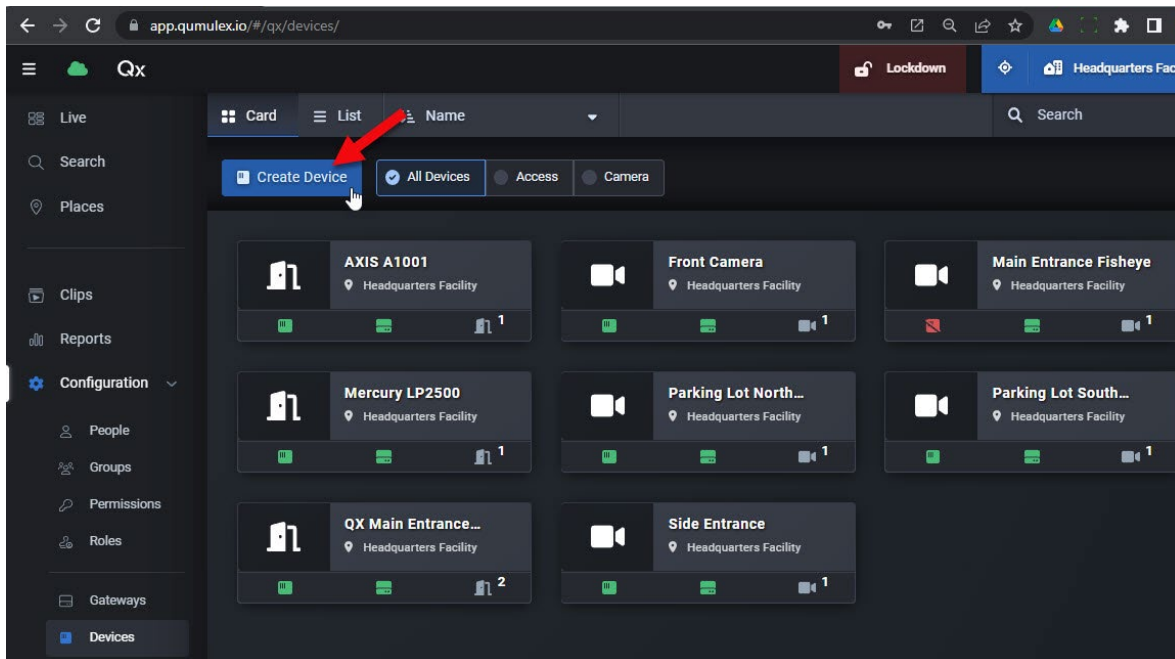 app.qumulex.io/#/qx/devices/
Qx
Lockdown
Headquarters Fac
Live
Search
Places
Clips
Reports
Configuration
People
Groups
Permissions
Roles
Gateways
Devices
Card
List
Name
Search
Create Device
All Devices
Access
Camera
AXIS A1001
Headquarters Facility
1
Front Camera
Headquarters Facility
1
Main Entrance Fisheye
Headquarters Facility
1
Mercury LP2500
Headquarters Facility
1
Parking Lot North...
Headquarters Facility
1
Parking Lot South...
Headquarters Facility
1
QX Main Entrance...
Headquarters Facility
2
Side Entrance
Headquarters Facility
1